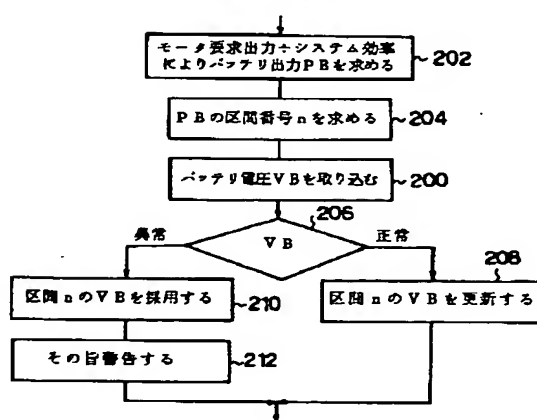 モータ要求出力÷システム効率
によりバッテリ出力PBを求める
202
PBの区間番号nを求める
204
バッテリ電圧VBを取り込む
200
206
VB
異常
正常
208
区間nのVBを採用する
210
区間nのVBを更新する
その旨警告する
212